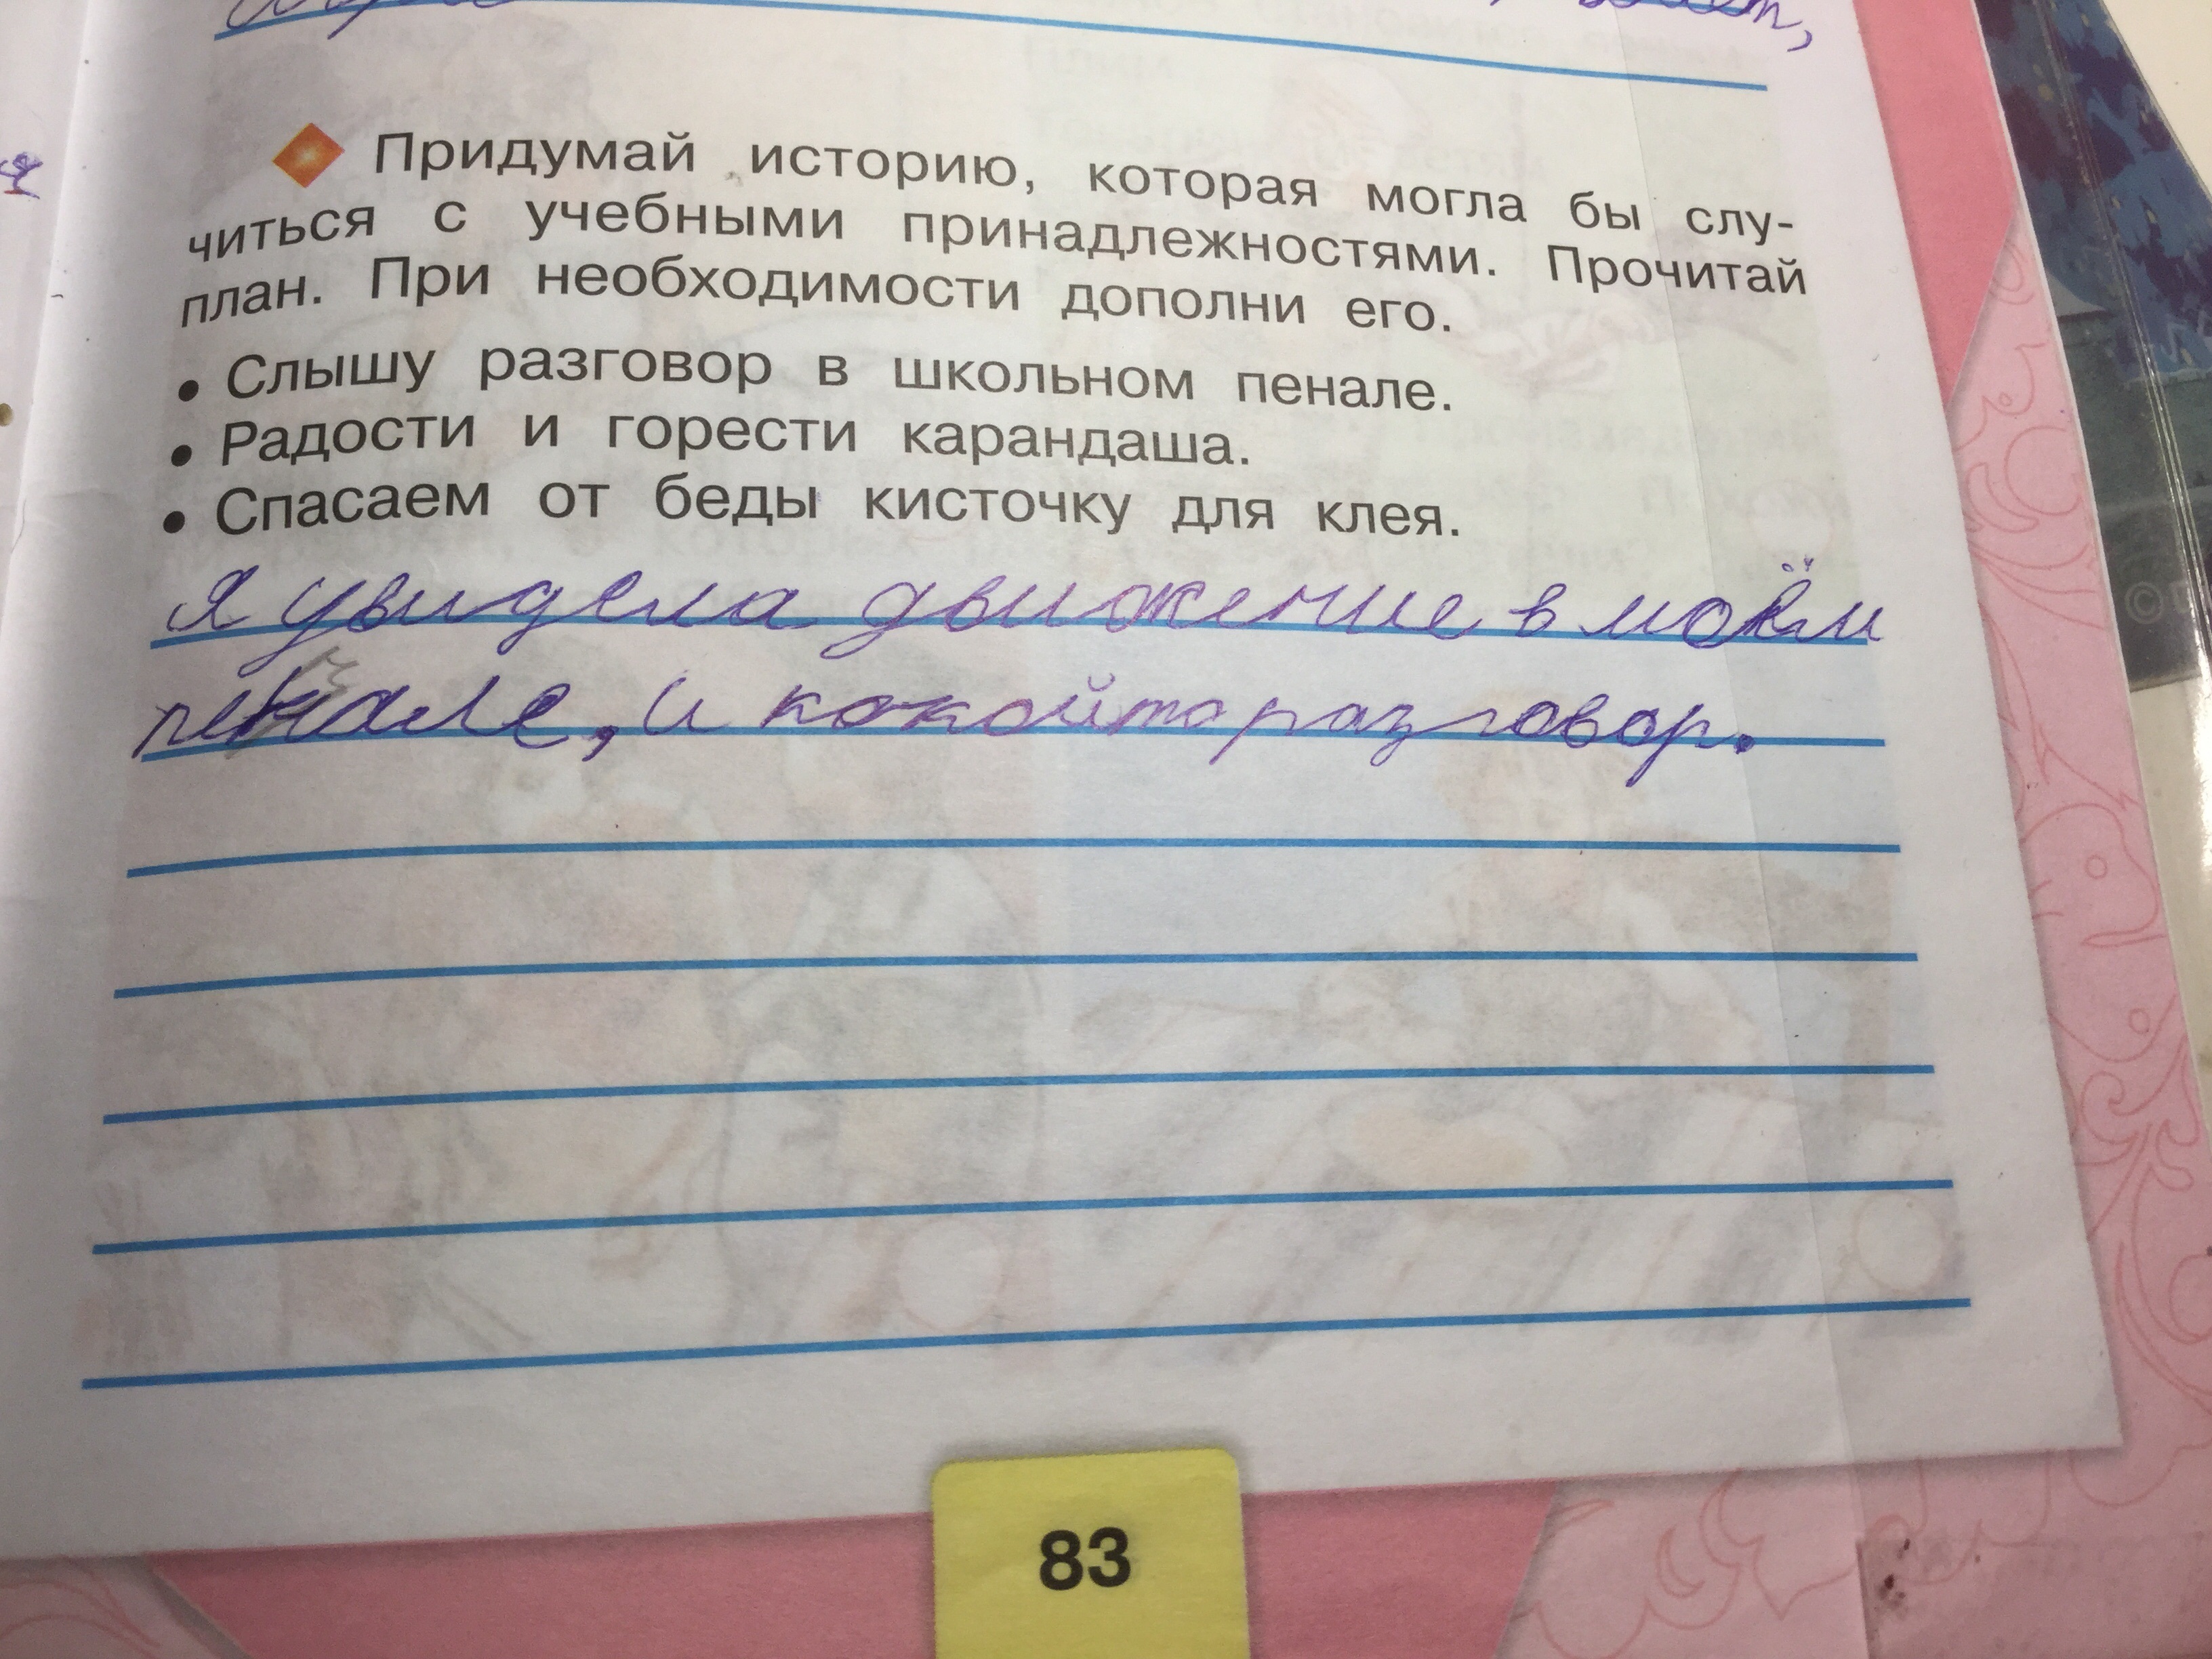 Придумай историю, которая могла бы слу-
читься с учебными принадлежностями. Прочитай
план. При необходимости дополни его.
• Слышу разговор в школьном пенале.
• Радости и горести карандаша.
• Спасаем от беды кисточку для клея.
Я увидела движение в моём
пенале, и кокойто разговор.
83